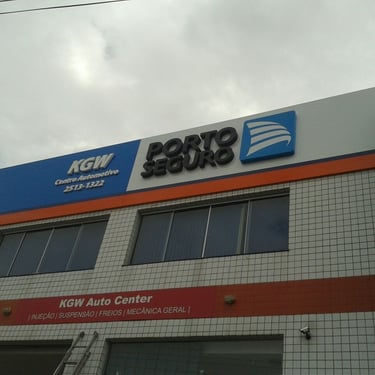 KGW
Centro Automotivo
2513-1322
PORTO
SEGURO
KGW Auto Center
| INJEÇÃO | SUSPENSÃO | FREIOS | MECÂNICA GERAL |